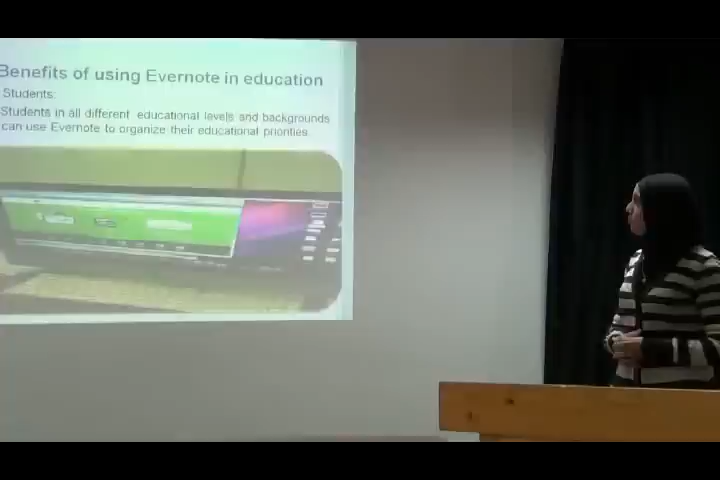 Benefits of using Evernote in education
Students:
Students in all different educational levels and backgrounds
can use Evernote to organize their educational priorities